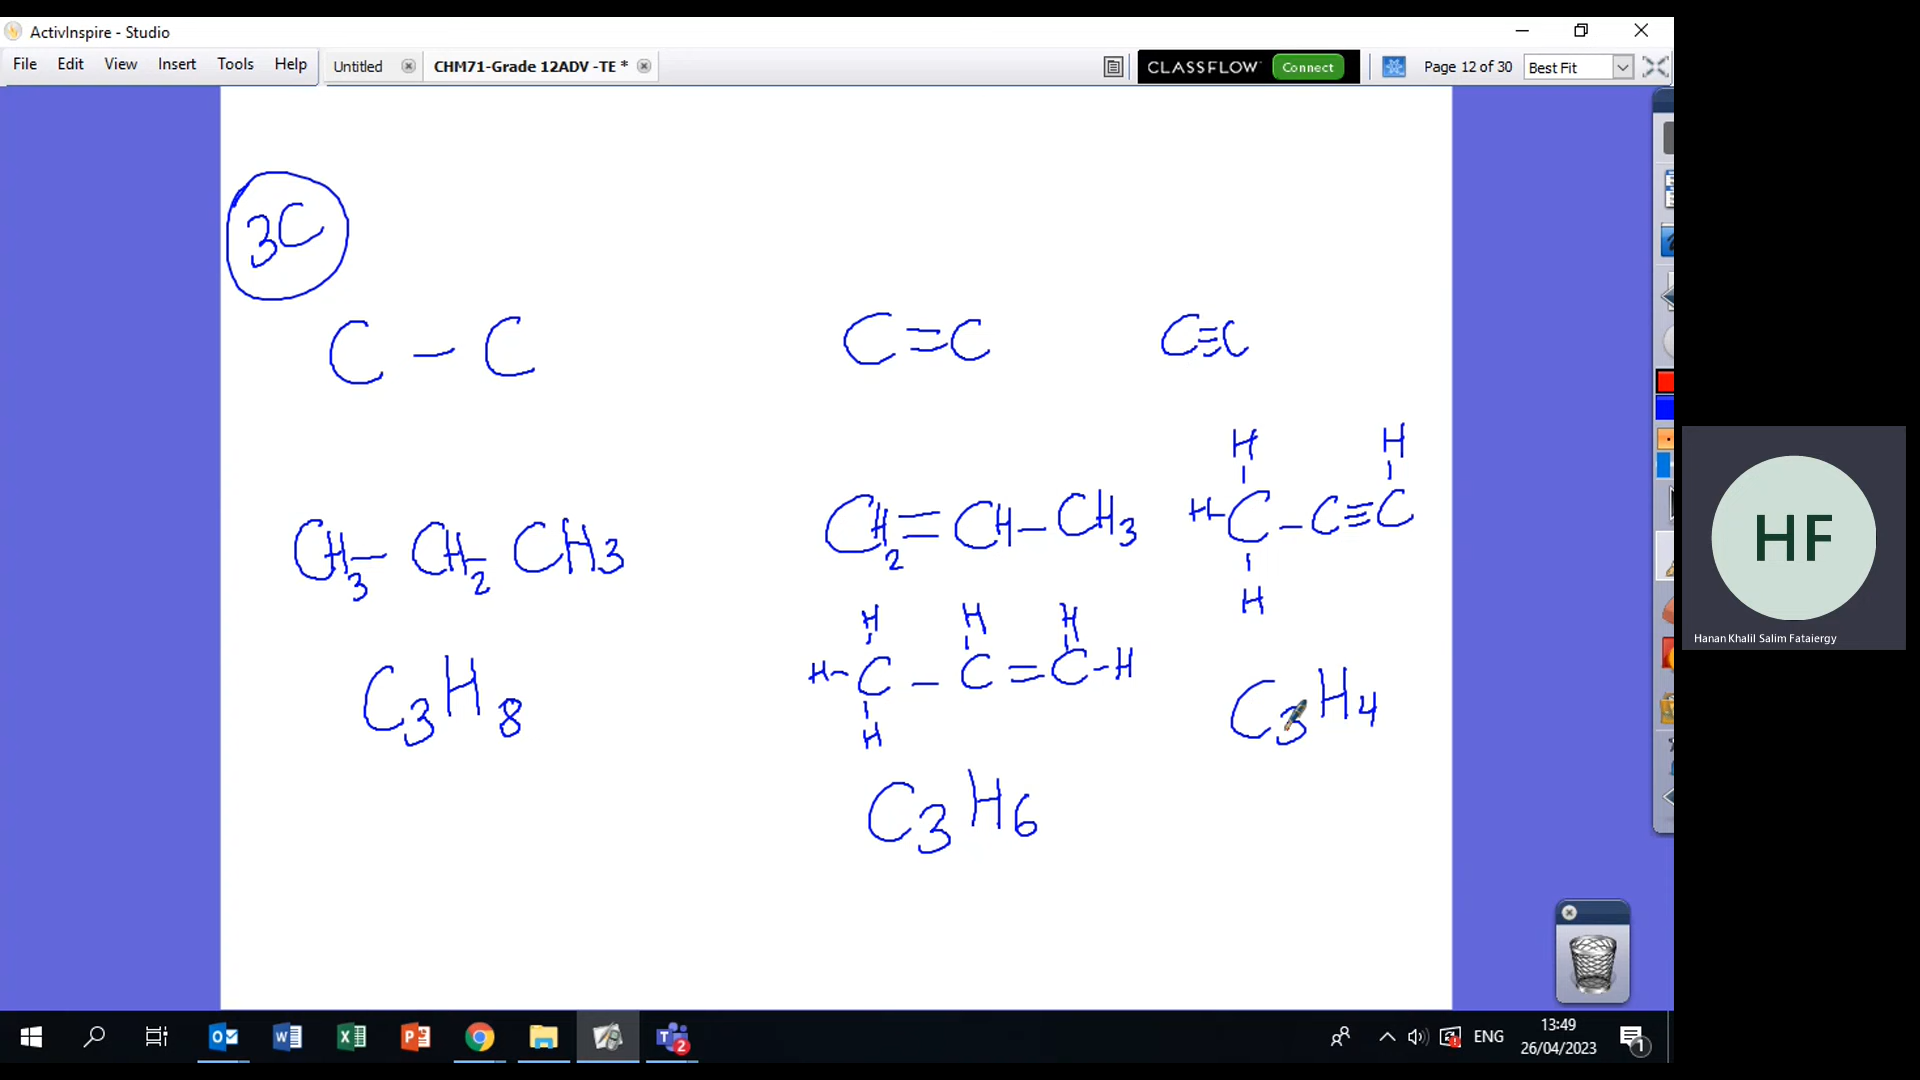 ActivInspire - Studio
File Edit View Insert Tools Help
Untitled
CHM71-Grade 12ADV -TE *
CLASSFLOW Connect
Page 12 of 30
Best Fit
3C
C - C
C = C
C≡C
CH3 - CH2 CH3
CH2 = CH - CH3
H H
H-C - C≡C
H
H H H
H-C - C = C-H
H
C3H8
C3H6
C3H4
HF
Hanan Khalil Salim Fataiergy
2
ENG
13:49
26/04/2023
1